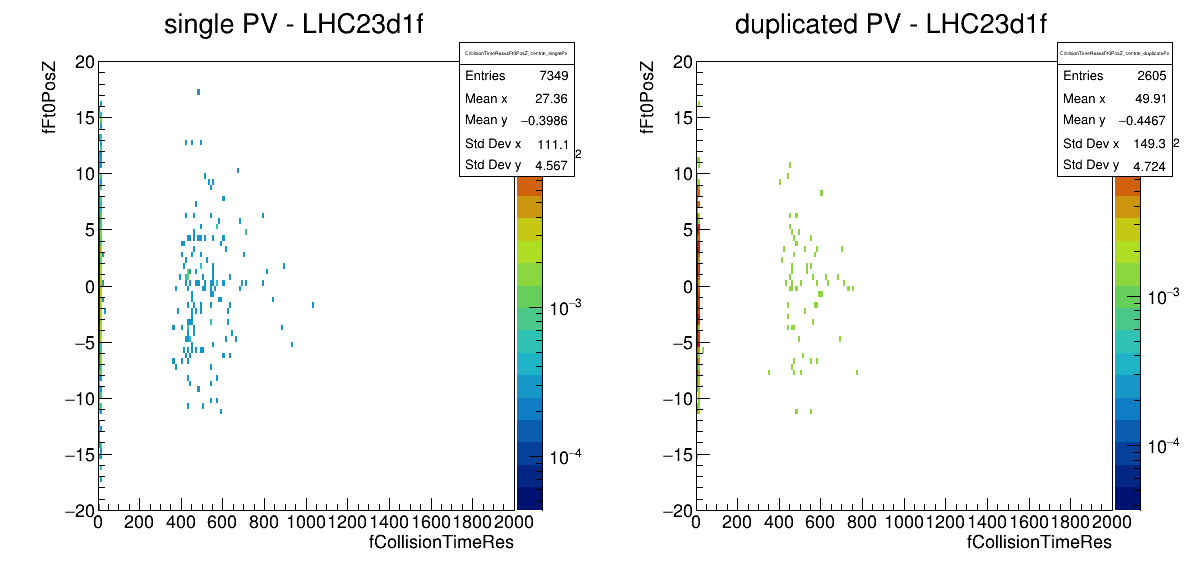 single PV - LHC23d1f
fFt0PosZ
20
15
10
5
0
−5
−10
−15
−20
0 200 400 600 800 1000 1200 1400 1600 1800 2000
fCollisionTimeRes
Entries 7349
Mean x 27.36
Mean y −0.3986
Std Dev x 111.1
Std Dev y 4.567
2
10−3
10−4
duplicated PV - LHC23d1f
fFt0PosZ
20
15
10
5
0
−5
−10
−15
−20
0 200 400 600 800 1000 1200 1400 1600 1800 2000
fCollisionTimeRes
Entries 2605
Mean x 49.91
Mean y −0.4467
Std Dev x 149.3
Std Dev y 4.724
2
10−3
10−4